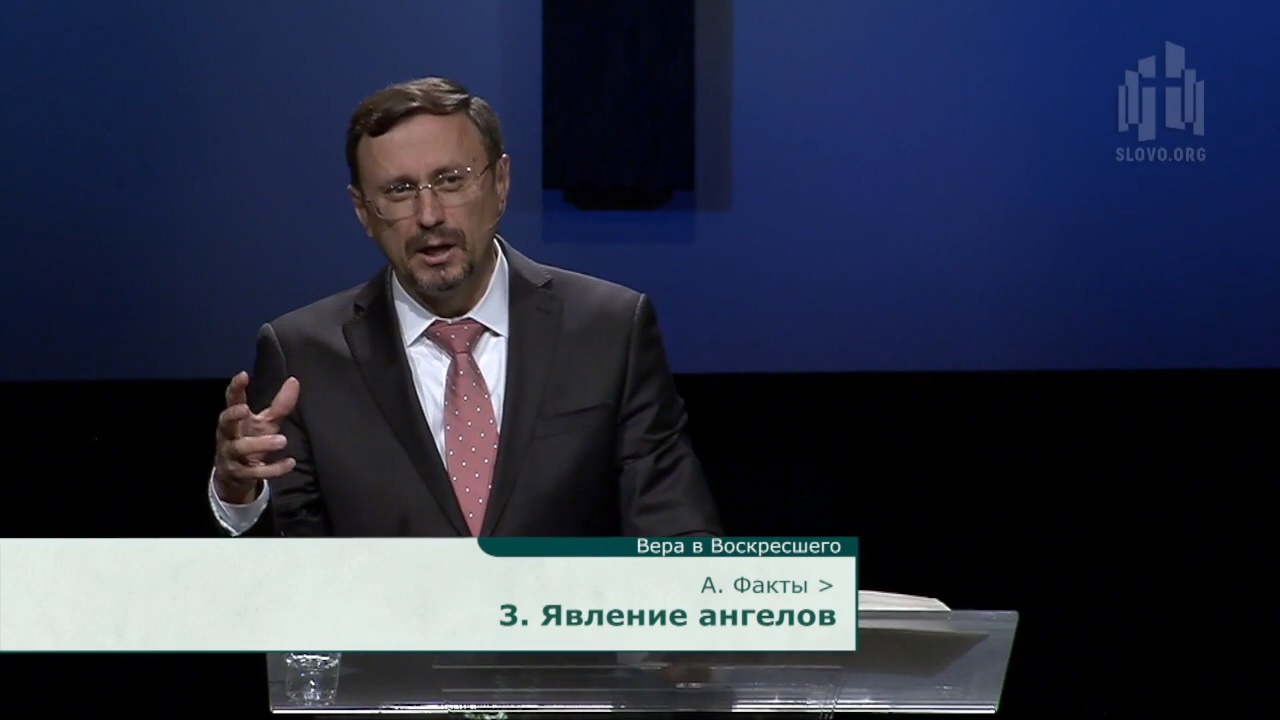 SLOVO.ORG
Вера в Воскресшего
А. Факты >
3. Явление ангелов